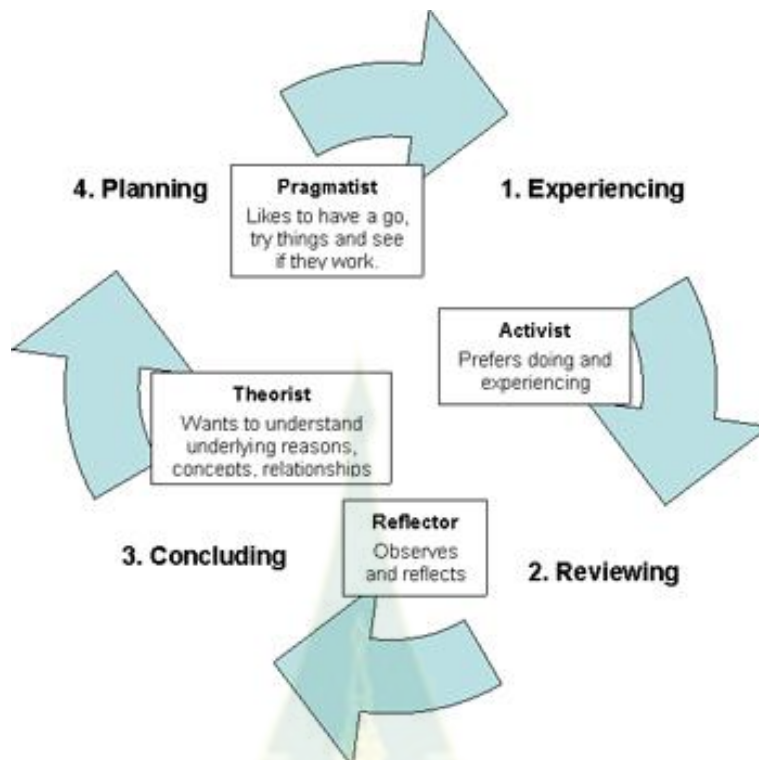 4. Planning
Pragmatist
Likes to have a go,
try things and see
if they work.
1. Experiencing
Activist
Prefers doing and
experiencing
Theorist
Wants to understand
underlying reasons,
concepts, relationships
Reflector
Observes
and reflects
3. Concluding
2. Reviewing